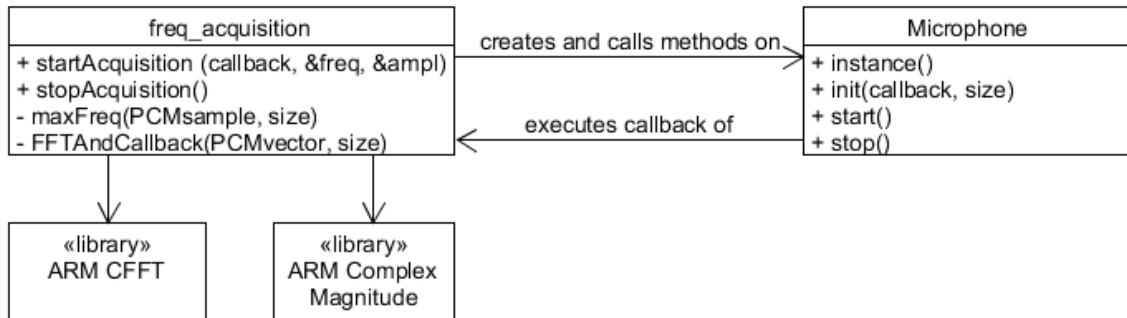 freq_acquisition
+ startAcquisition (callback, &freq, &ampl)
+ stopAcquisition()
- maxFreq(PCMsample, size)
- FFTAndCallback(PCMvector, size)
creates and calls methods on
executes callback of
Microphone
+ instance()
+ init(callback, size)
+ start()
+ stop()
«library»
ARM CFFT
«library»
ARM Complex
Magnitude